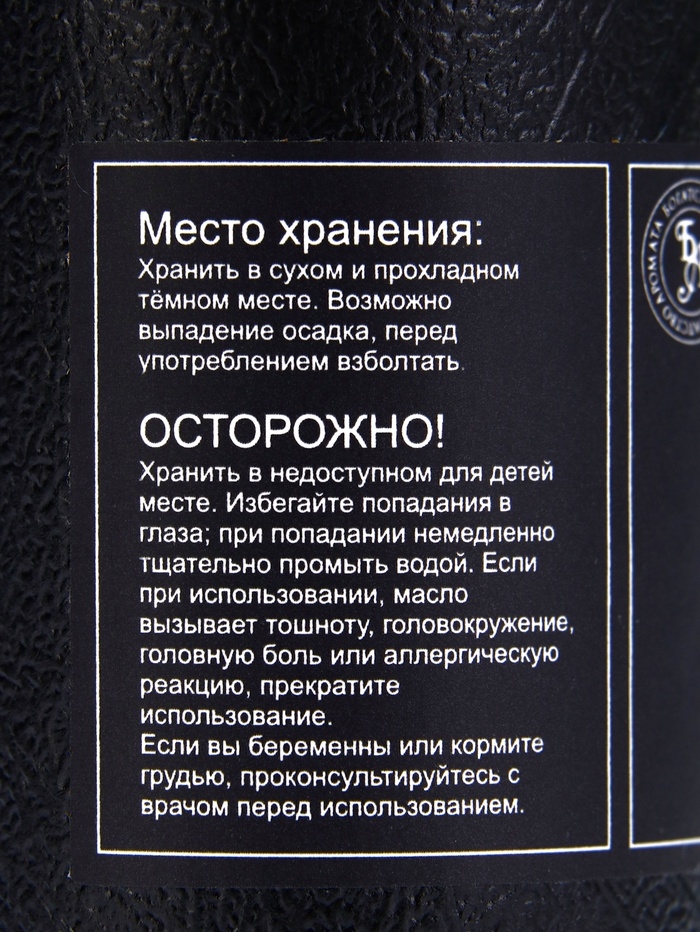 Место хранения:
Хранить в сухом и прохладном
тёмном месте. Возможно
выпадение осадка, перед
употреблением взболтать.
ОСТОРОЖНО!
Хранить в недоступном для детей
месте. Избегайте попадания в
глаза; при попадании немедленно
тщательно промыть водой. Если
при использовании, масло
вызывает тошноту, головокружение,
головную боль или аллергическую
реакцию, прекратите
использование.
Если вы беременны или кормите
грудью, проконсультируйтесь с
врачом перед использованием.
АРОМАТА